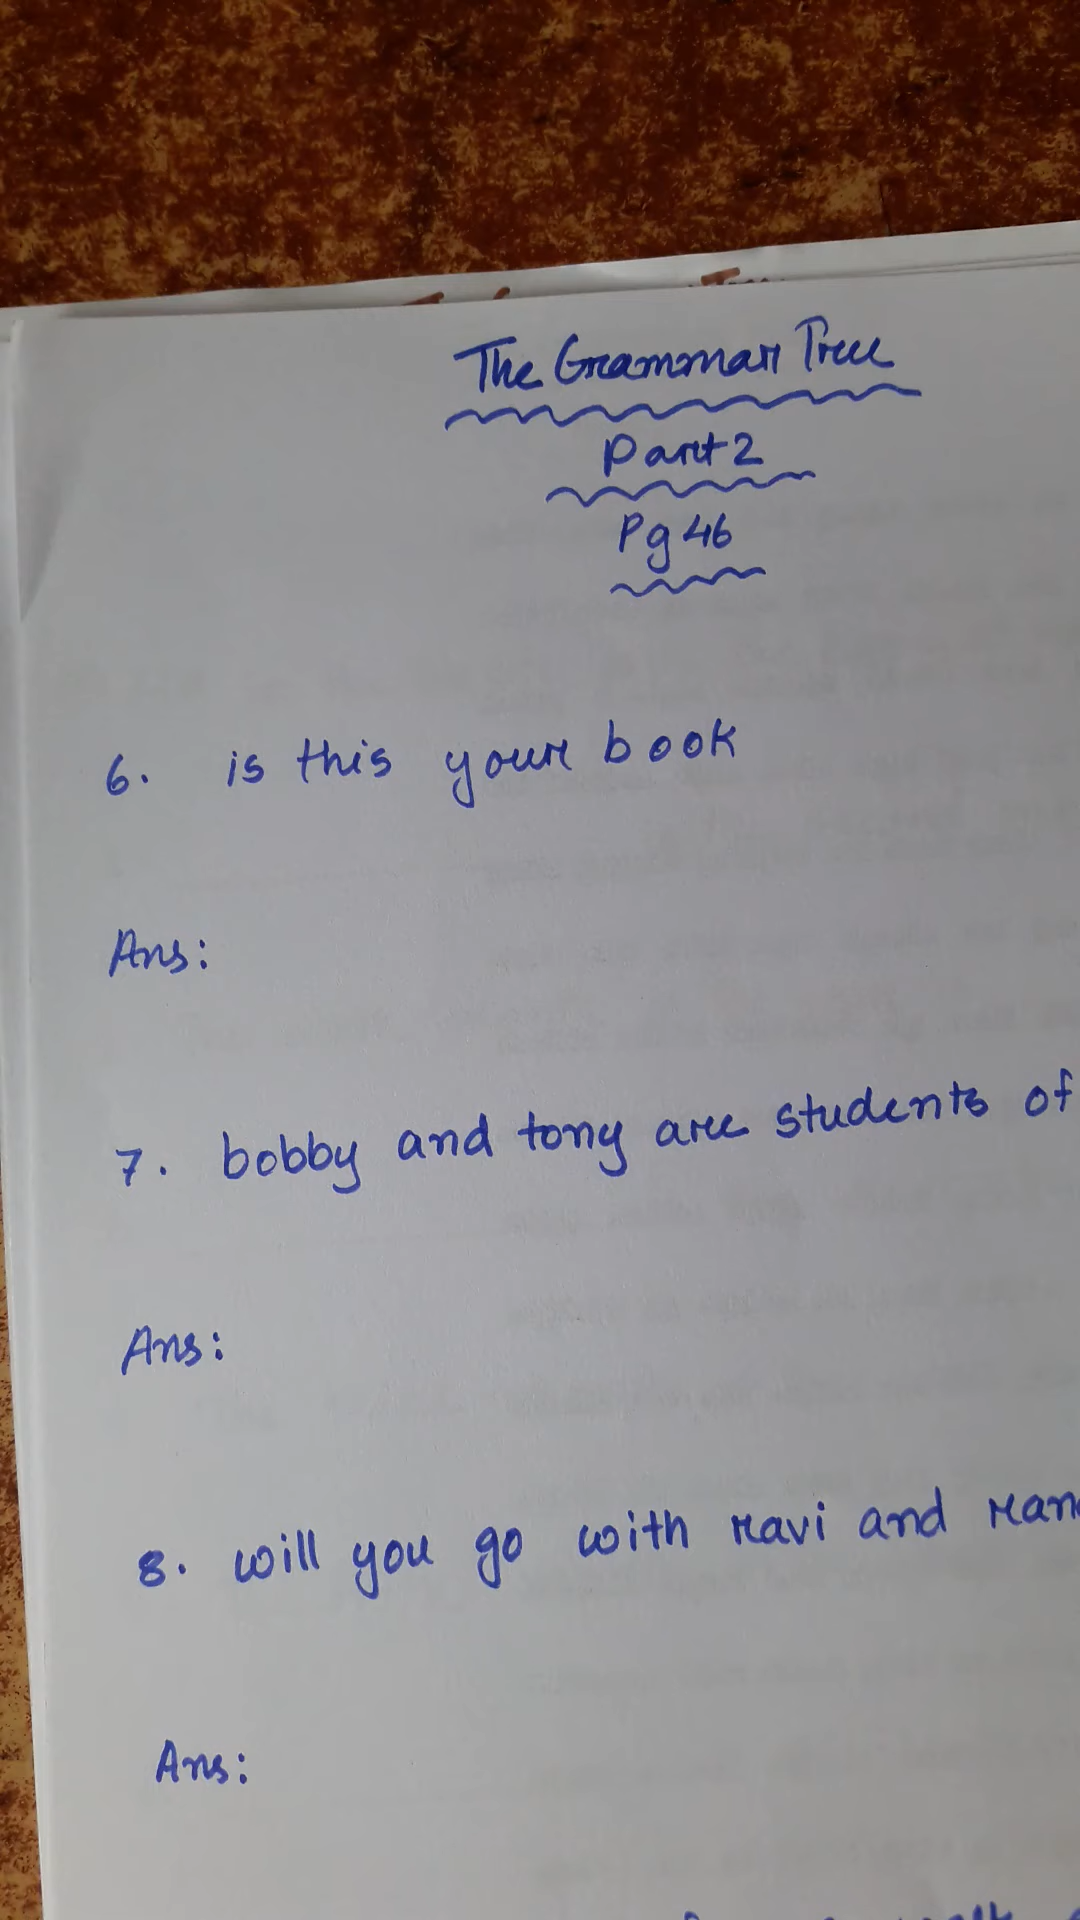 The Grammar Tree
Part 2
Pg 46
6. is this your book
Ans:
7. bobby and tony are students of
Ans:
8. will you go with ravi and
Ans: